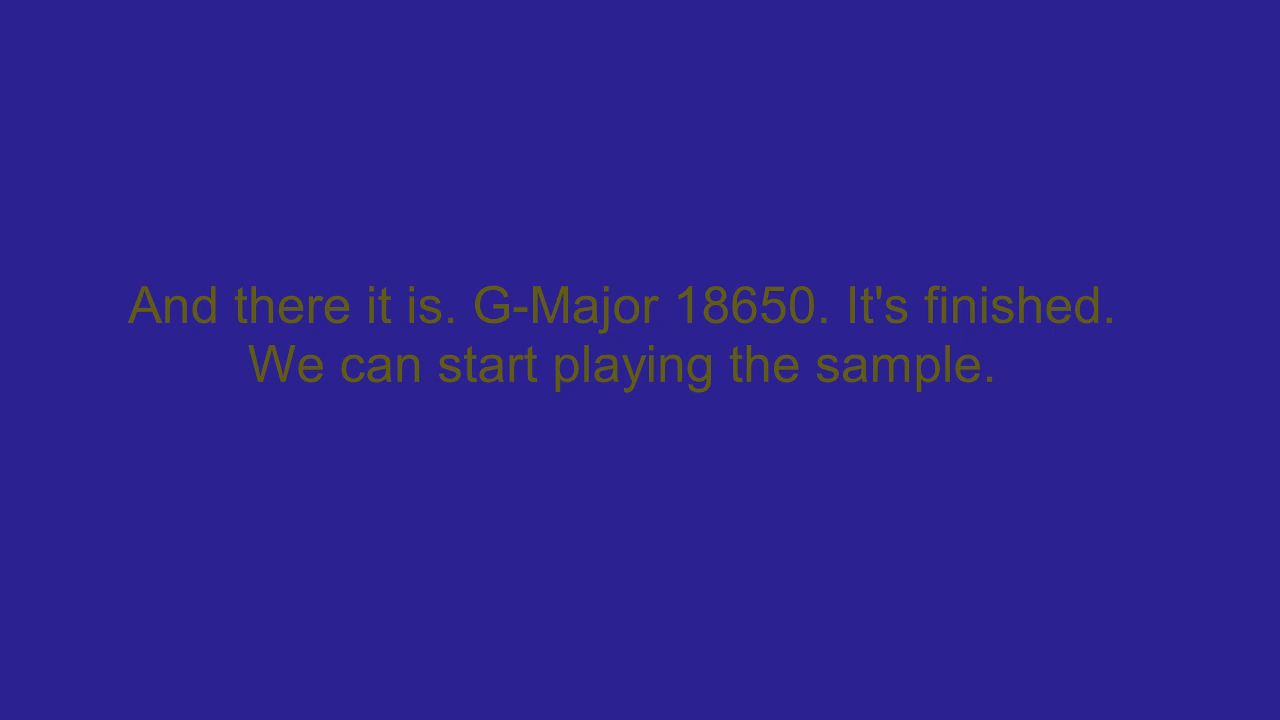 And there it is. G-Major 18650. It's finished.
We can start playing the sample.